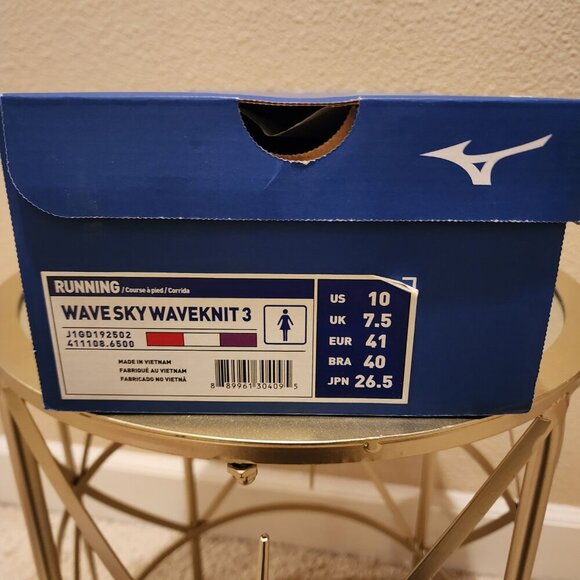 RUNNING / Course à pied / Corrida
WAVE SKY WAVEKNIT 3
J1GD192502
411108.6500
MADE IN VIETNAM
FABRIQUÉ AU VIETNAM
FABRICADO NO VIETNÃ
8 89961 30409 5
US 10
UK 7.5
EUR 41
BRA 40
JPN 26.5